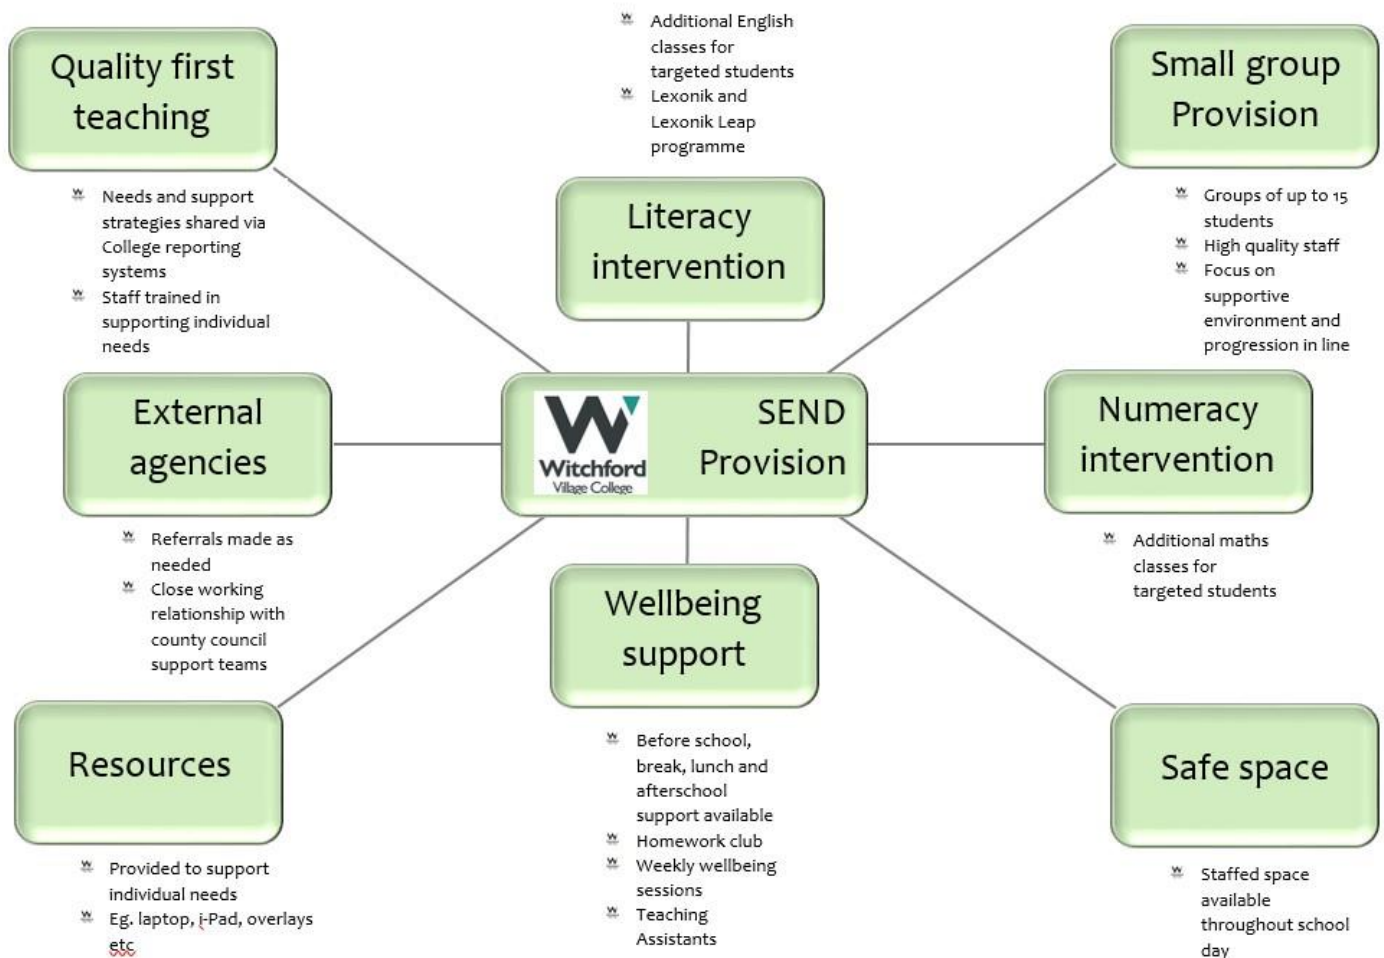 Quality first
teaching
Needs and support
strategies shared via
College reporting
systems
Staff trained in
supporting individual
needs
Additional English
classes for
targeted students
Lexonik and
Lexonik Leap
programme
Literacy
intervention
Small group
Provision
Groups of up to 15
students
High quality staff
Focus on
supportive
environment and
progression in line
External
agencies
Referrals made as
needed
Close working
relationship with
county council
support teams
W
Witchford
Village College
SEND
Provision
Numeracy
intervention
Additional maths
classes for
targeted students
Resources
Provided to support
individual needs
Eg. laptop, i-Pad, overlays
etc
Wellbeing
support
Before school,
break, lunch and
afterschool
support available
Homework club
Weekly wellbeing
sessions
Teaching
Assistants
Safe space
Staffed space
available
throughout school
day